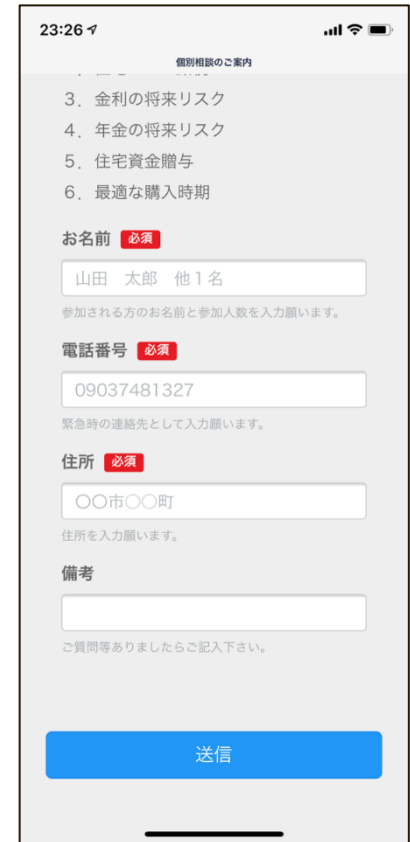 23:26
個別相談のご案内
3．金利の将来リスク
4．年金の将来リスク
5．住宅資金贈与
6．最適な購入時期
お名前 必須
山田　太郎　他１名
参加される方のお名前と参加人数を入力願います。
電話番号 必須
09037481327
緊急時の連絡先として入力願います。
住所 必須
〇〇市〇〇町
住所を入力願います。
備考
ご質問等ありましたらご記入下さい。
送信